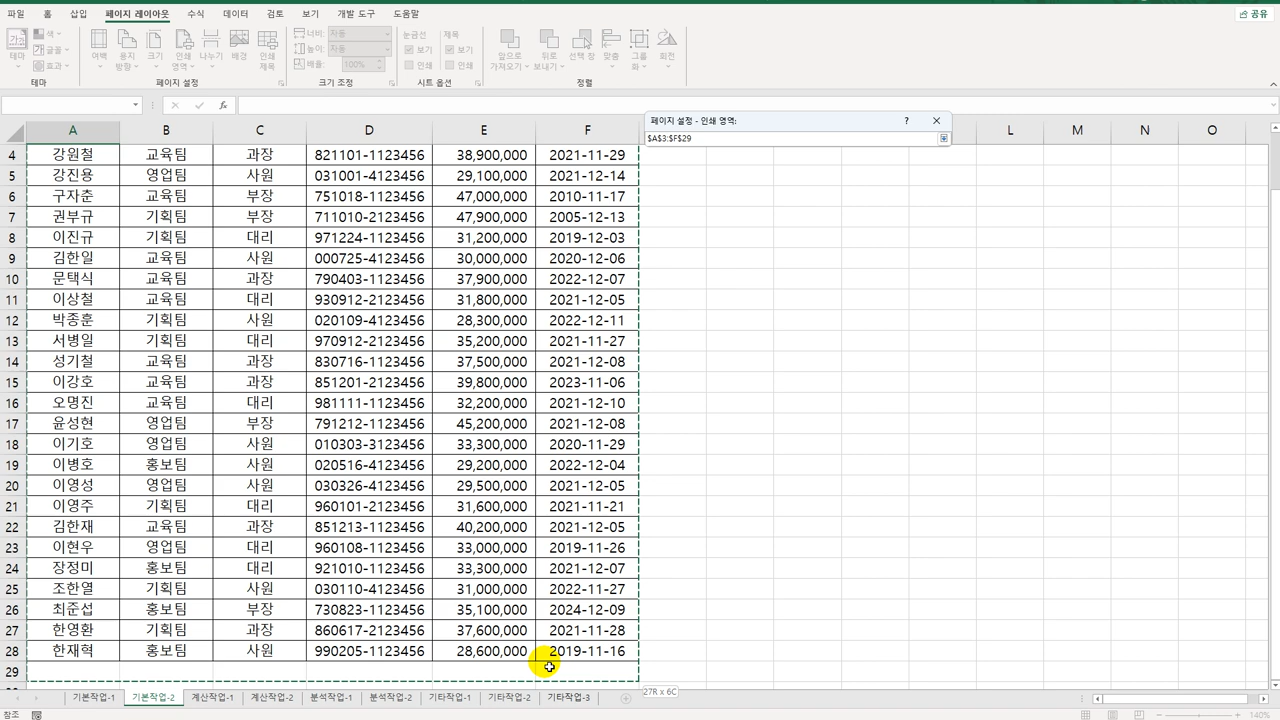 파일 홈 삽입 페이지 레이아웃 수식 데이터 검토 보기 개발 도구 도움말 공유
테마 색 글꼴 효과 여백 용지 방향 크기 인쇄 영역 나누기 배경 인쇄 제목 너비: 자동 높이: 자동 배율: 100% 눈금선 보기 인쇄 제목 보기 인쇄 앞으로 가져오기 뒤로 보내기 선택 창 맞춤 그룹화 회전
테마 페이지 설정 크기 조정 시트 옵션 정렬
fx
페이지 설정 - 인쇄 영역: ?
$A$3:$F$29
A B C D E F L M N O
4 강원철 교육팀 과장 821101-1123456 38,900,000 2021-11-29
5 강진용 영업팀 사원 031001-4123456 29,100,000 2021-12-14
6 구자춘 교육팀 부장 751018-1123456 47,000,000 2010-11-17
7 권부규 기획팀 부장 711010-2123456 47,900,000 2005-12-13
8 이진규 기획팀 대리 971224-1123456 31,200,000 2019-12-03
9 김한일 교육팀 사원 000725-4123456 30,000,000 2020-12-06
10 문택식 교육팀 과장 790403-1123456 37,900,000 2022-12-07
11 이상철 교육팀 대리 930912-2123456 31,800,000 2021-12-05
12 박종훈 기획팀 사원 020109-4123456 28,300,000 2022-12-11
13 서병일 기획팀 대리 970912-2123456 35,200,000 2021-11-27
14 성기철 교육팀 과장 830716-1123456 37,500,000 2021-12-08
15 이강호 교육팀 과장 851201-2123456 39,800,000 2023-11-06
16 오명진 교육팀 대리 981111-1123456 32,200,000 2021-12-10
17 윤성현 영업팀 부장 791212-1123456 45,200,000 2021-12-08
18 이기호 영업팀 사원 010303-3123456 33,300,000 2020-11-29
19 이병호 홍보팀 사원 020516-4123456 29,200,000 2022-12-04
20 이영성 영업팀 사원 030326-4123456 29,500,000 2021-12-05
21 이영주 기획팀 대리 960101-2123456 31,600,000 2021-11-21
22 김한재 교육팀 과장 851213-1123456 40,200,000 2021-12-05
23 이현우 영업팀 대리 960108-1123456 33,000,000 2019-11-26
24 장정미 홍보팀 대리 921010-1123456 33,300,000 2021-12-07
25 조한열 기획팀 사원 030110-4123456 31,000,000 2022-11-27
26 최준섭 홍보팀 부장 730823-1123456 35,100,000 2024-12-09
27 한영환 기획팀 과장 860617-2123456 37,600,000 2021-11-28
28 한재혁 홍보팀 사원 990205-1123456 28,600,000 2019-11-16
29
27R x 6C
기본작업-1 기본작업-2 계산작업-1 계산작업-2 분석작업-1 분석작업-2 기타작업-1 기타작업-2 기타작업-3
참조 140%